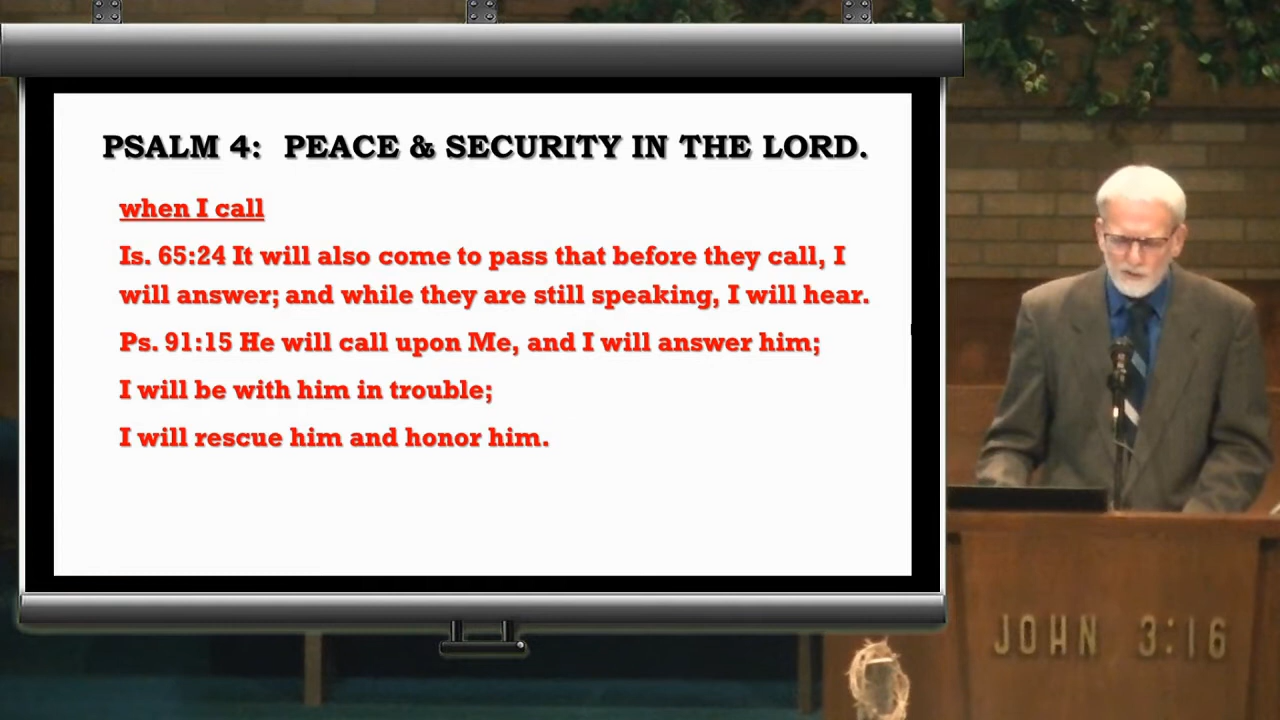 PSALM 4: PEACE & SECURITY IN THE LORD.
when I call
Is. 65:24 It will also come to pass that before they call, I
will answer; and while they are still speaking, I will hear.
Ps. 91:15 He will call upon Me, and I will answer him;
I will be with him in trouble;
I will rescue him and honor him.
JOHN 3:16